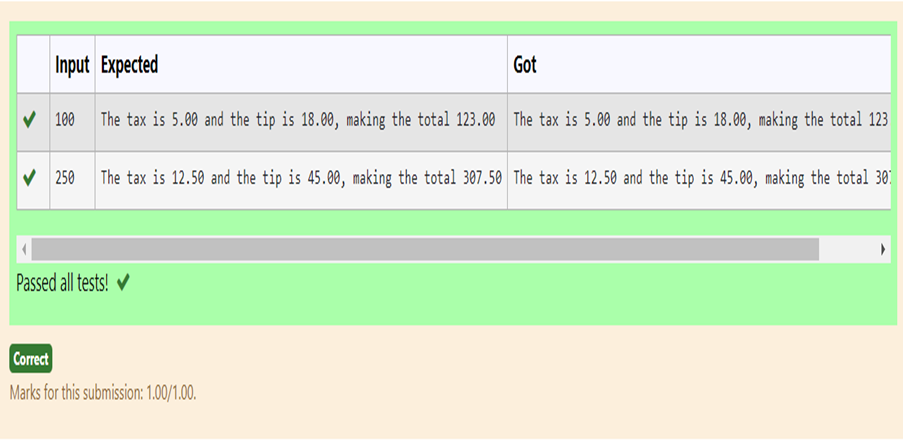 Input Expected Got
100 The tax is 5.00 and the tip is 18.00, making the total 123.00 The tax is 5.00 and the tip is 18.00, making the total 123
250 The tax is 12.50 and the tip is 45.00, making the total 307.50 The tax is 12.50 and the tip is 45.00, making the total 307
Passed all tests!
Correct
Marks for this submission: 1.00/1.00.